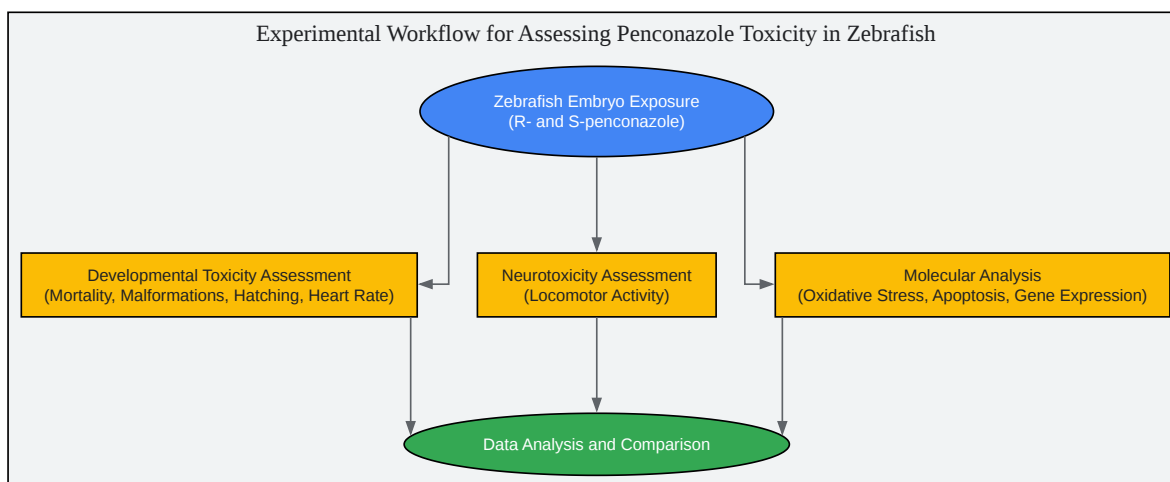 Experimental Workflow for Assessing Penconazole Toxicity in Zebrafish
Zebrafish Embryo Exposure
(R- and S-penconazole)
Developmental Toxicity Assessment
(Mortality, Malformations, Hatching, Heart Rate)
Neurotoxicity Assessment
(Locomotor Activity)
Molecular Analysis
(Oxidative Stress, Apoptosis, Gene Expression)
Data Analysis and Comparison